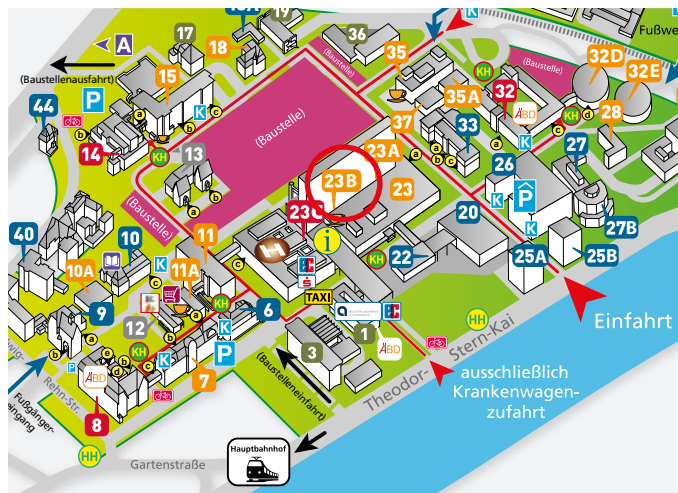 19
K
A
17
18
36
(Baustelle)
35
Fußwe
(Baustellenausfahrt)
15
P
KH
(Baustelle)
32D
32E
44
a
b
c
K
35A
32
ABD
KH
d
28
37
33
14
KH
13
(Baustelle)
23A
a
b
c
K
26
27
23B
23
P
20
27B
(Baustelle)
a
b
23C
i
H
40
10
11
K
c
KH
22
25A
25B
10A
11A
KH
TAXI
6
9
12
a
b
1
Einfahrt
HH
P
7
3
ABD
Theodor-Stern-Kai
ausschließlich
Krankenwagen-
zufahrt
(Baustelleneinfahrt)
Rehn-Str.
Fußgänger-
eingang
8
ABD
HH
Gartenstraße
Hauptbahnhof